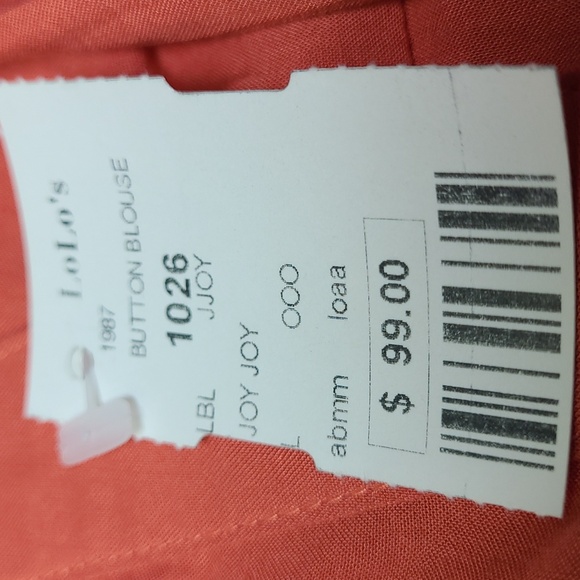 LoLo's
1987
BUTTON BLOUSE
1026
LBL JJOY
JOY JOY
L OOO
abmm loaa
$ 99.00